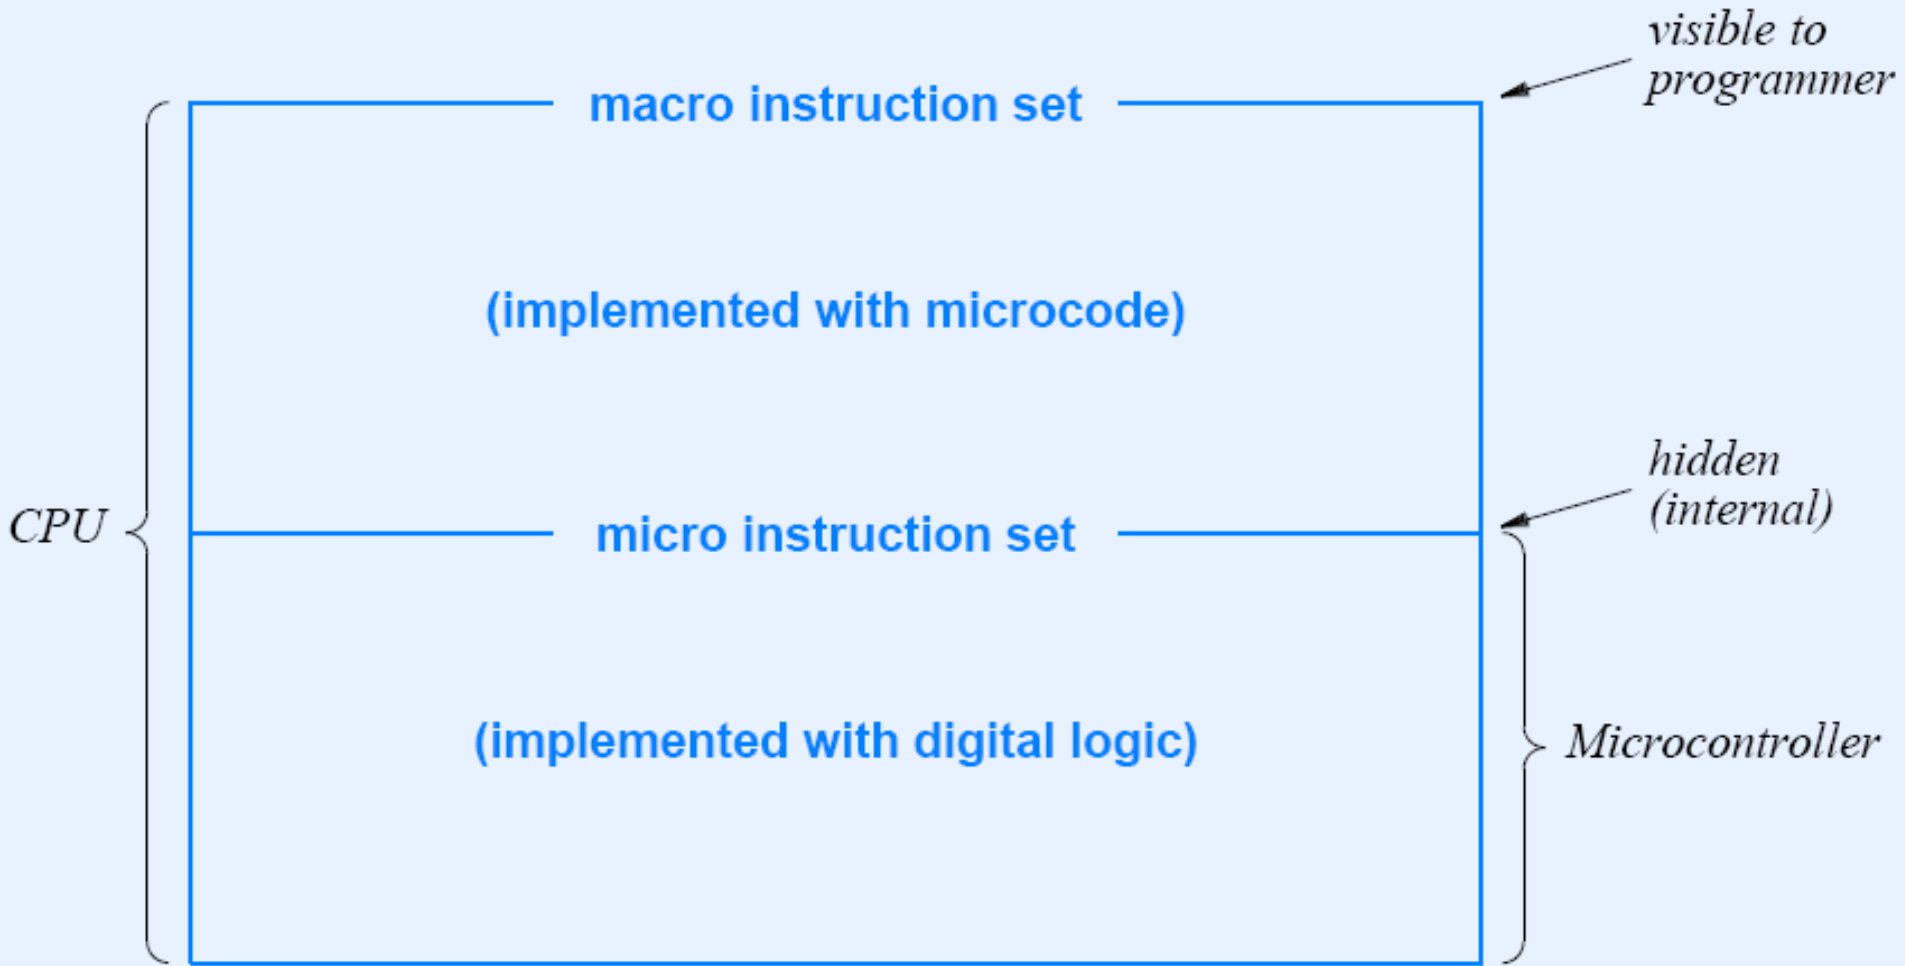 visible to
programmer
macro instruction set
(implemented with microcode)
hidden
(internal)
CPU
micro instruction set
(implemented with digital logic)
Microcontroller